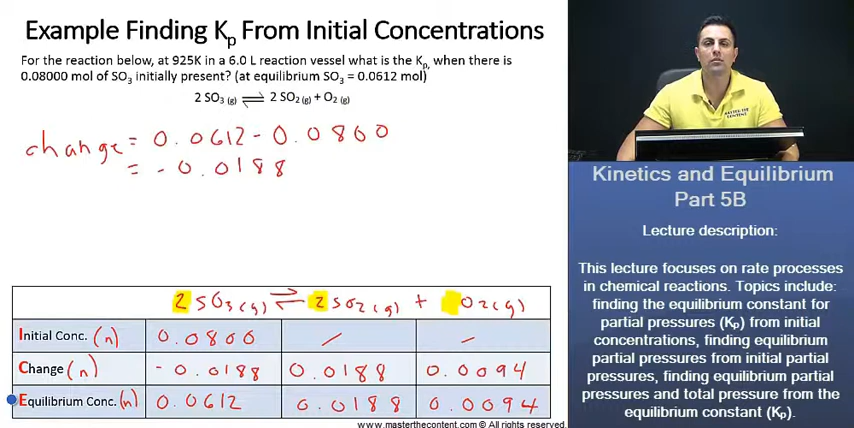 Example Finding Kp From Initial Concentrations
For the reaction below, at 925K in a 6.0 L reaction vessel what is the Kp, when there is
0.08000 mol of SO3 initially present? (at equilibrium SO3 = 0.0612 mol)
2 SO3 (g) ⇌ 2 SO2 (g) + O2 (g)
change = 0.0612 - 0.0800
= - 0.0188
2 SO3(g) ⇌ 2 SO2(g) + O2(g)
Initial Conc. (n) 0.0800 / -
Change (n) - 0.0188 0.0188 0.0094
Equilibrium Conc. (n) 0.0612 0.0188 0.0094
www.masterthecontent.com © All rights reserved.
MASTER THE
CONTENT
Kinetics and Equilibrium
Part 5B
Lecture description:
This lecture focuses on rate processes
in chemical reactions. Topics include:
finding the equilibrium constant for
partial pressures (Kp) from initial
concentrations, finding equilibrium
partial pressures from initial partial
pressures, finding equilibrium partial
pressures and total pressure from the
equilibrium constant (Kp).